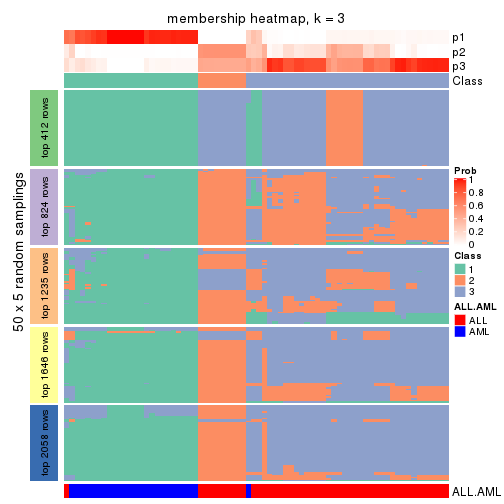 membership heatmap, k = 3
p1
p2
p3
Class
50 x 5 random samplings
top 412 rows
top 824 rows
top 1235 rows
top 1646 rows
top 2058 rows
Prob
1
0.8
0.6
0.4
0.2
0
Class
1
2
3
ALL.AML
ALL
AML
ALL.AML